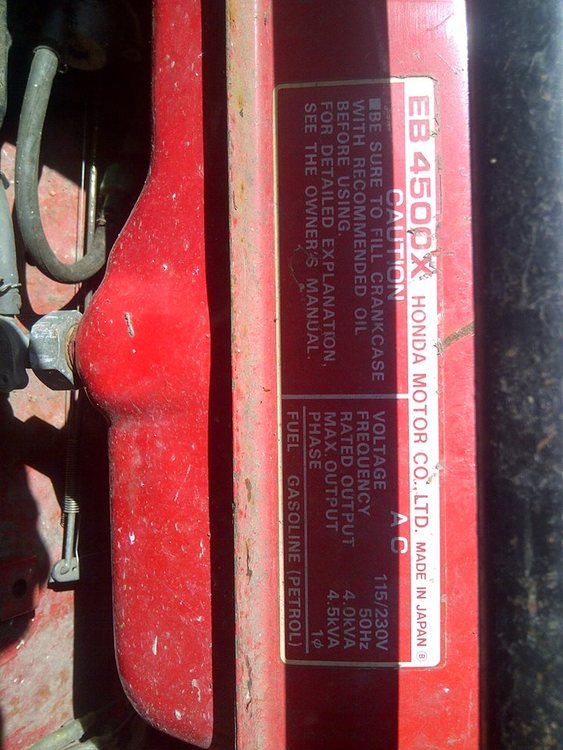 EB 4500X HONDA MOTOR CO., LTD. MADE IN JAPAN ®
CAUTION
■BE SURE TO FILL CRANKCASE
WITH RECOMMENDED OIL
BEFORE USING
FOR DETAILED EXPLANATION,
SEE THE OWNER'S MANUAL.
A C
VOLTAGE 115/230V
FREQUENCY 50Hz
RATED OUTPUT 4.0kVA
MAX. OUTPUT 4.5kVA
PHASE 1ϕ
FUEL GASOLINE (PETROL)